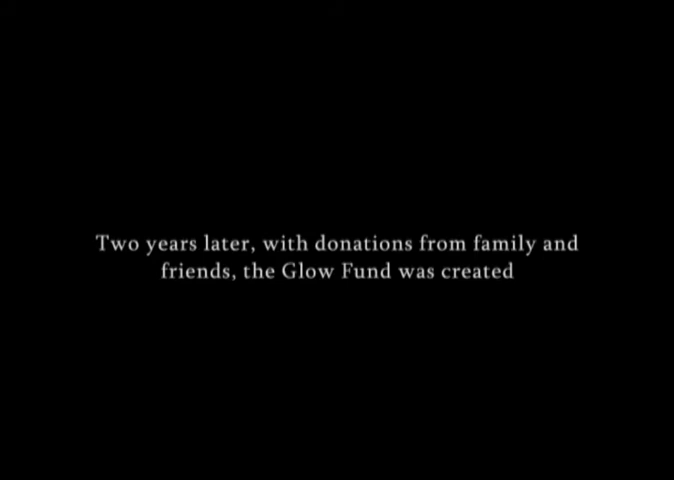 Two years later, with donations from family and
friends, the Glow Fund was created